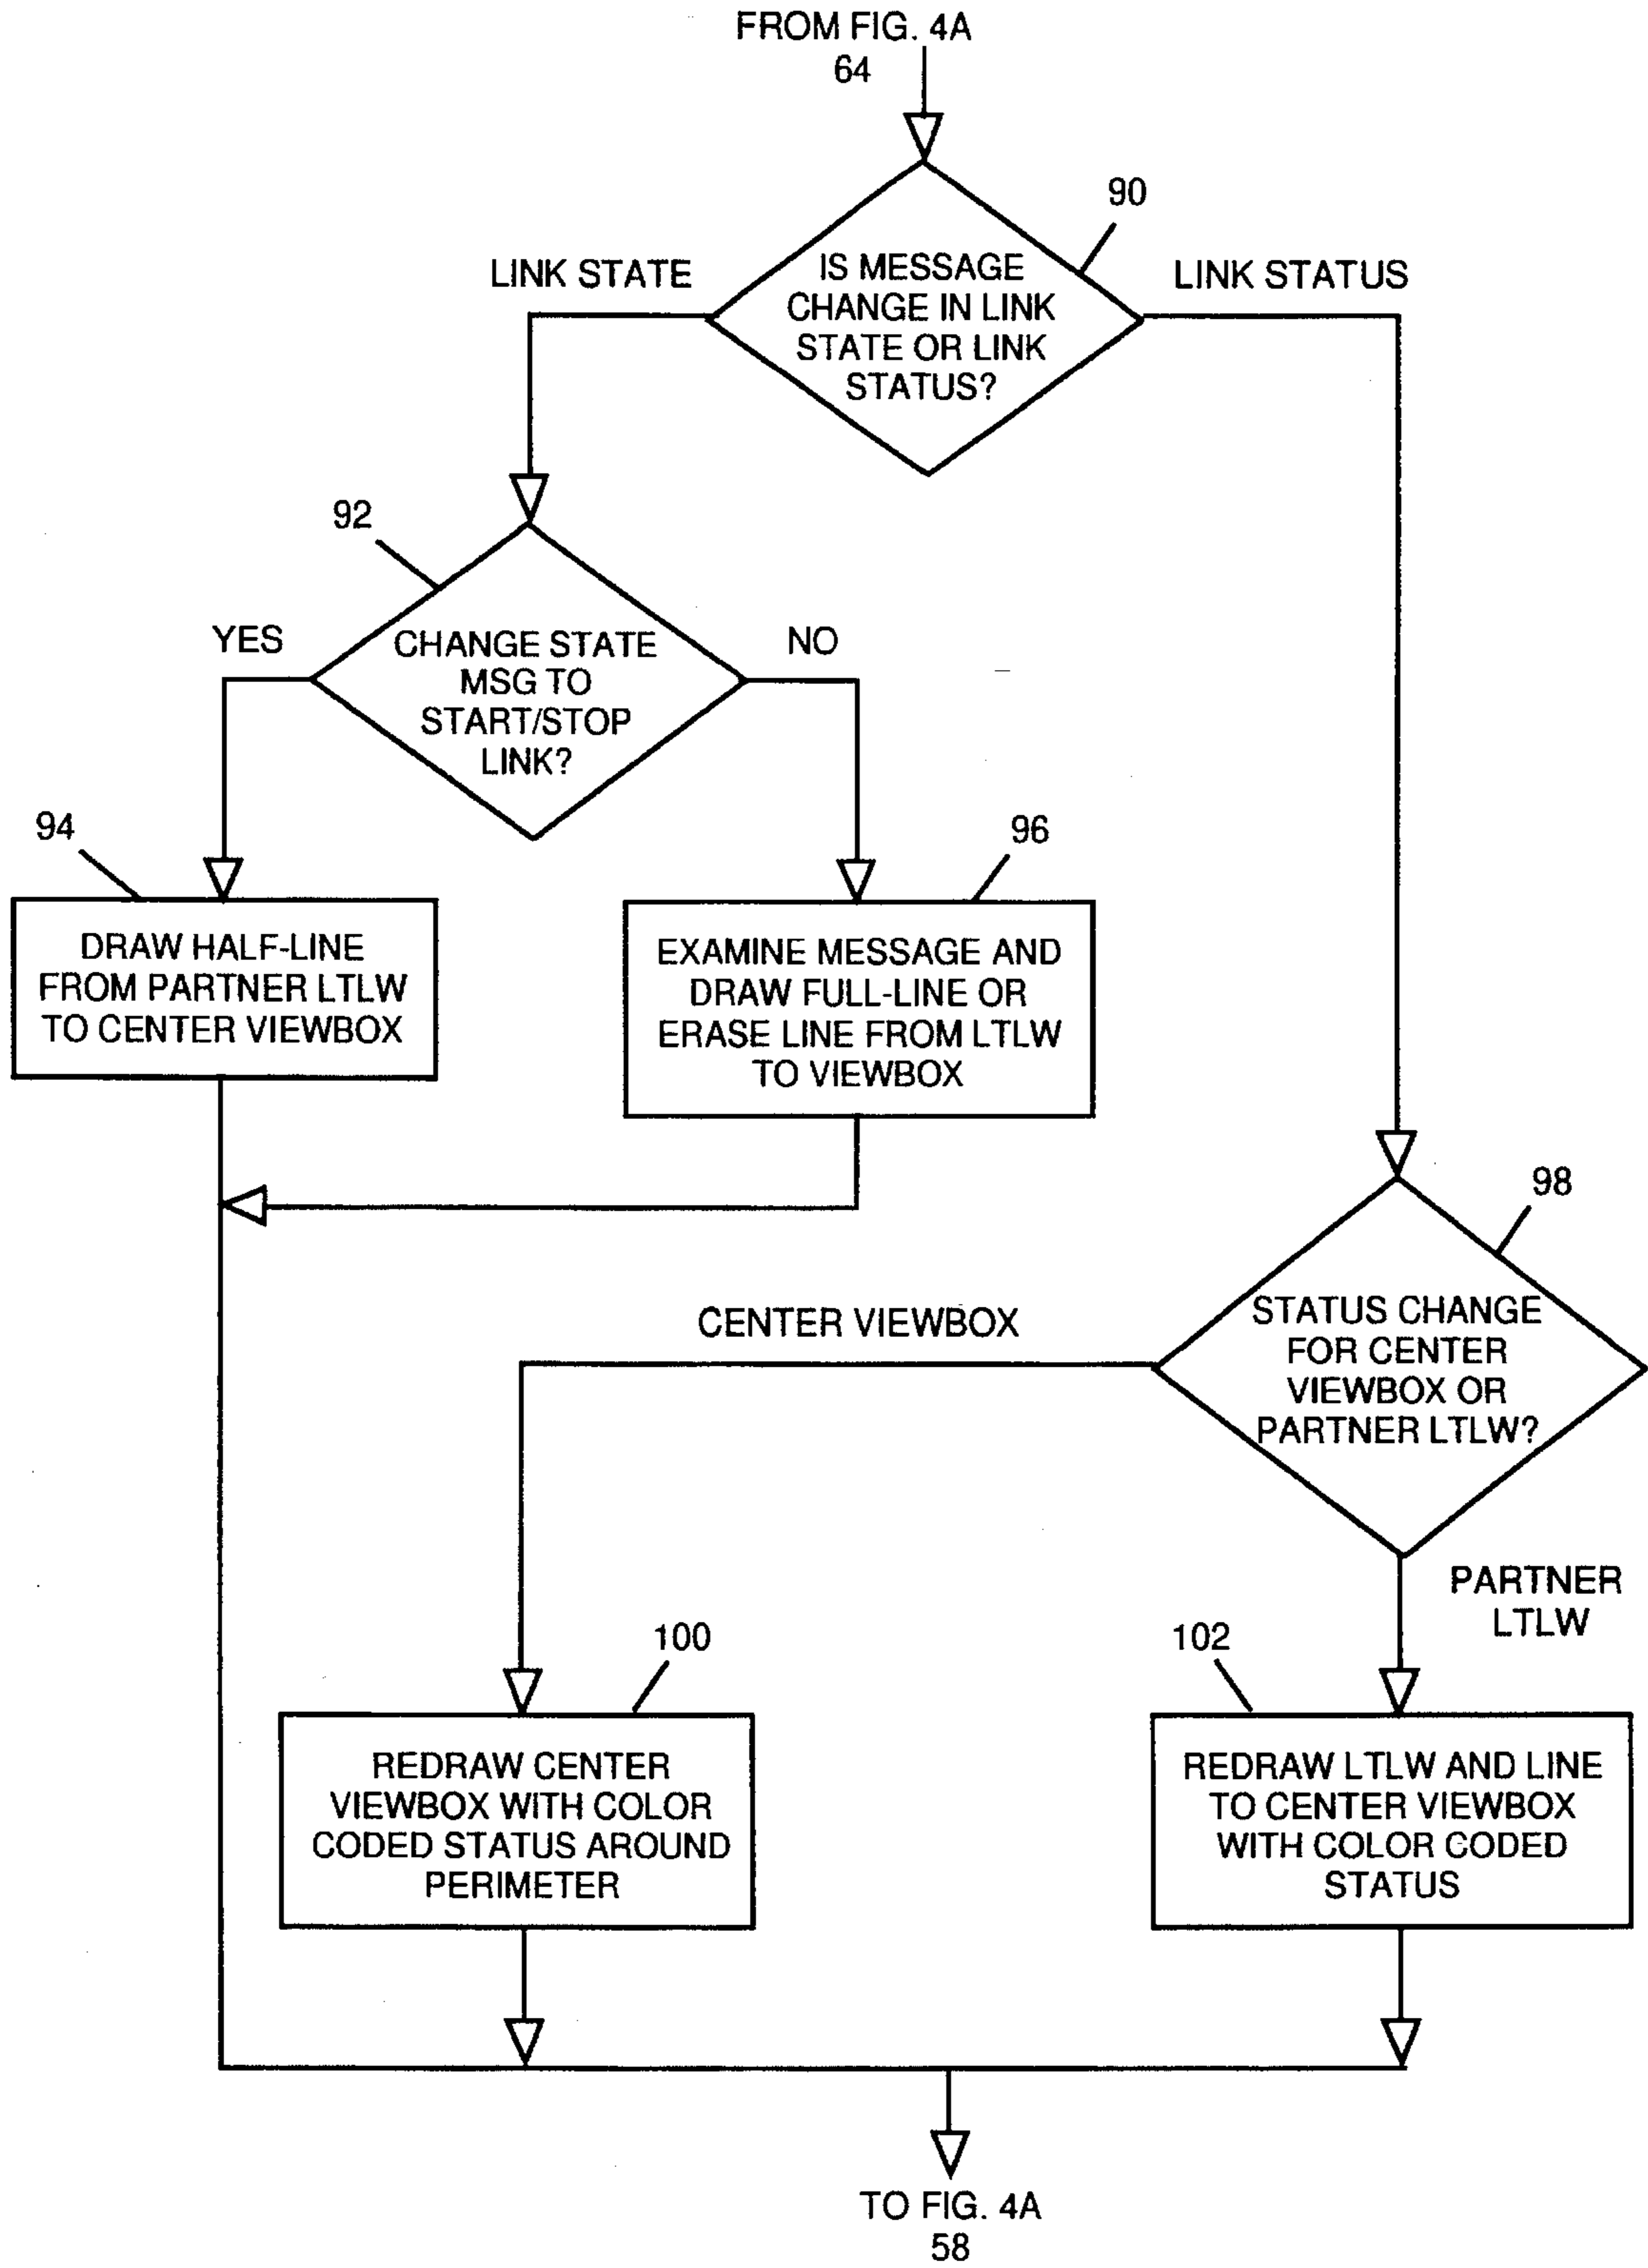 FROM FIG. 4A
64
90
LINK STATE
LINK STATUS
IS MESSAGE
CHANGE IN LINK
STATE OR LINK
STATUS?
92
YES
NO
CHANGE STATE
MSG TO
START/STOP
LINK?
94
96
DRAW HALF-LINE
FROM PARTNER LTLW
TO CENTER VIEWBOX
EXAMINE MESSAGE AND
DRAW FULL-LINE OR
ERASE LINE FROM LTLW
TO VIEWBOX
98
CENTER VIEWBOX
STATUS CHANGE
FOR CENTER
VIEWBOX OR
PARTNER LTLW?
PARTNER
LTLW
100
102
REDRAW CENTER
VIEWBOX WITH COLOR
CODED STATUS AROUND
PERIMETER
REDRAW LTLW AND LINE
TO CENTER VIEWBOX
WITH COLOR CODED
STATUS
TO FIG. 4A
58